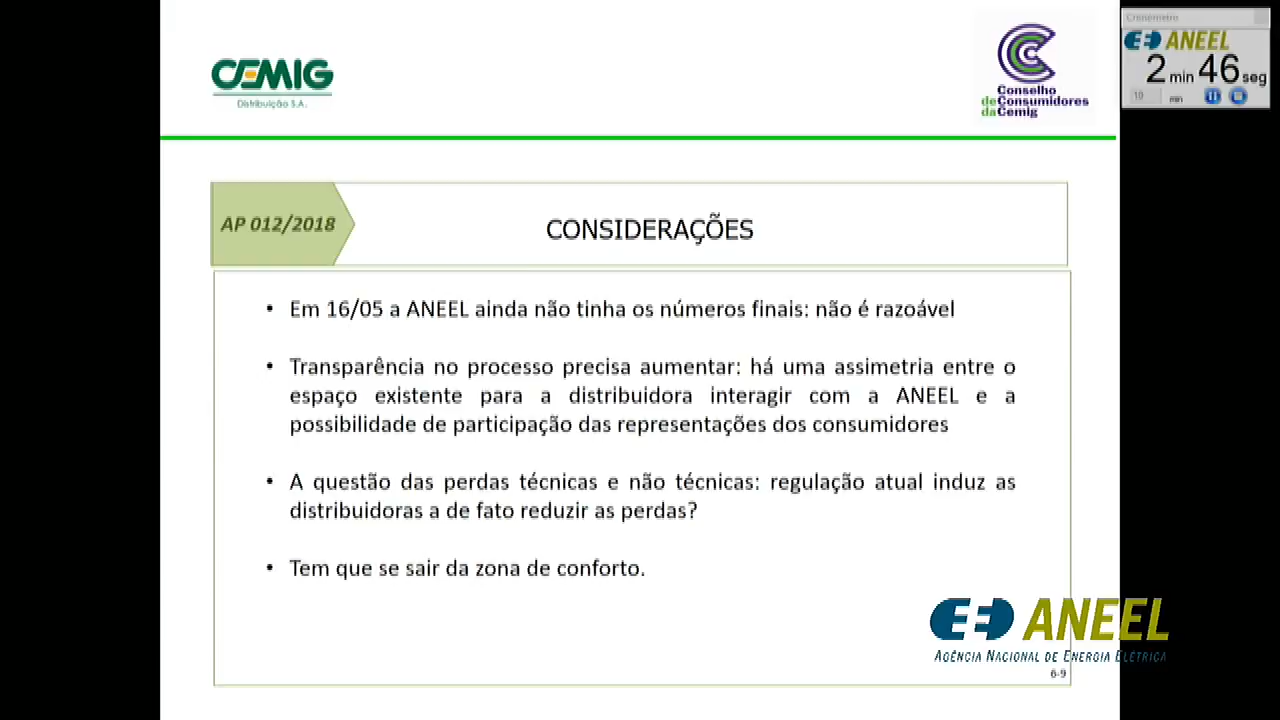 CEMIG
Distribuição S.A.
Conselho
de Consumidores
da Cemig
Cronômetro
ANEEL
2 min 46 seg
10 min
AP 012/2018
CONSIDERAÇÕES
• Em 16/05 a ANEEL ainda não tinha os números finais: não é razoável
• Transparência no processo precisa aumentar: há uma assimetria entre o
espaço existente para a distribuidora interagir com a ANEEL e a
possibilidade de participação das representações dos consumidores
• A questão das perdas técnicas e não técnicas: regulação atual induz as
distribuidoras a de fato reduzir as perdas?
• Tem que se sair da zona de conforto.
ANEEL
AGÊNCIA NACIONAL DE ENERGIA ELÉTRICA
6-9